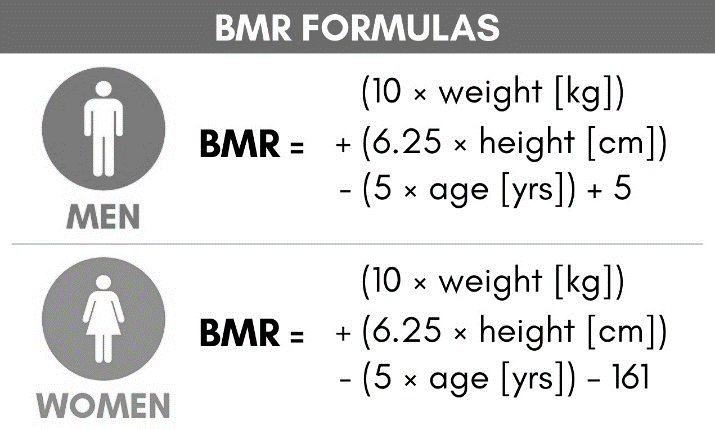 BMR FORMULAS
(10 × weight [kg])
BMR = + (6.25 × height [cm])
- (5 × age [yrs]) + 5
MEN
(10 × weight [kg])
BMR = + (6.25 × height [cm])
- (5 × age [yrs]) - 161
WOMEN